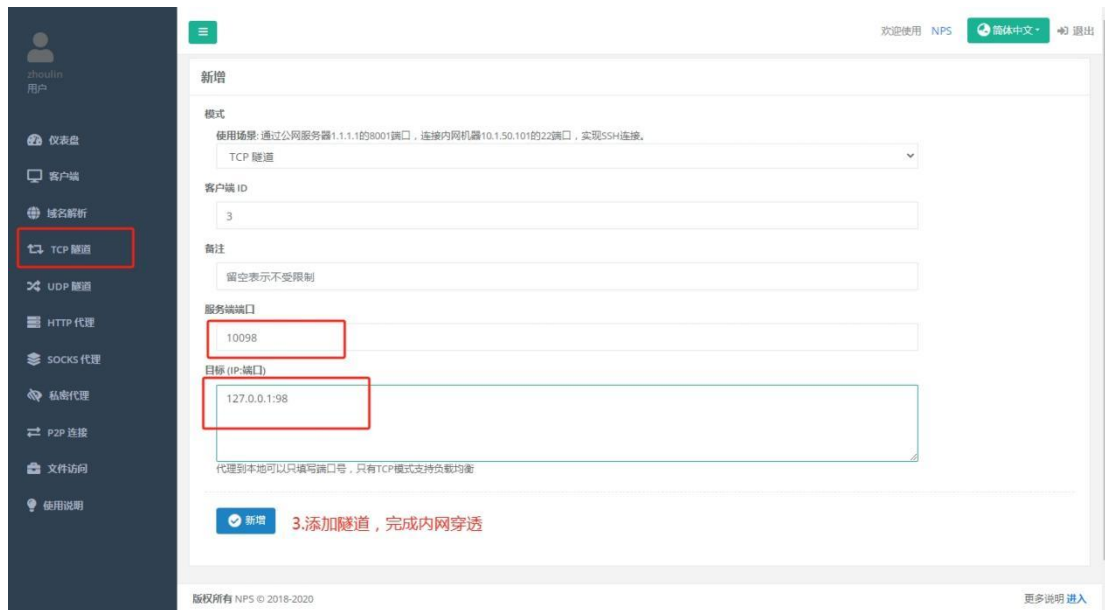 欢迎使用 NPS 简体中文 退出
zhoulin
用户
仪表盘
客户端
域名解析
TCP 隧道
UDP 隧道
HTTP 代理
SOCKS 代理
私密代理
P2P 连接
文件访问
使用说明
新增
模式
使用场景: 通过公网服务器1.1.1.1的8001端口，连接内网机器10.1.50.101的22端口，实现SSH连接。
TCP 隧道
客户端 ID
3
备注
留空表示不受限制
服务端端口
10098
目标 (IP:端口)
127.0.0.1:98
代理到本地可以只填写端口号，只有TCP模式支持负载均衡
新增
3.添加隧道，完成内网穿透
版权所有 NPS © 2018-2020
更多说明 进入